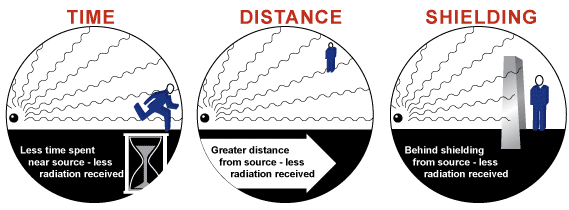 TIME
Less time spent
near source - less
radiation received
DISTANCE
Greater distance
from source - less
radiation received
SHIELDING
Behind shielding
from source - less
radiation received